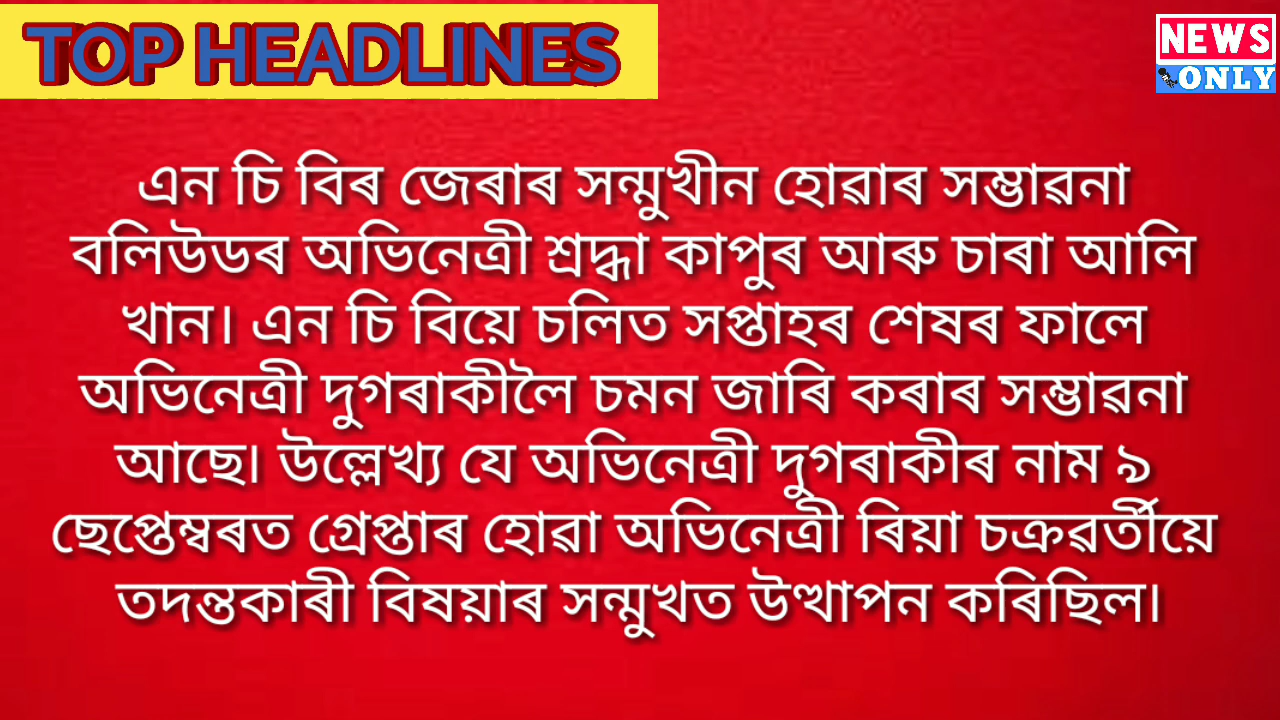 TOP HEADLINES
NEWS
ONLY
এন চি বিৰ জেৰাৰ সন্মুখীন হোৱাৰ সম্ভাৱনা
বলিউডৰ অভিনেত্ৰী শ্ৰদ্ধা কাপুৰ আৰু চাৰা আলি
খান। এন চি বিয়ে চলিত সপ্তাহৰ শেষৰ ফালে
অভিনেত্ৰী দুগৰাকীলৈ চমন জাৰি কৰাৰ সম্ভাৱনা
আছে। উল্লেখ্য যে অভিনেত্ৰী দুগৰাকীৰ নাম ৯
ছেপ্তেম্বৰত গ্ৰেপ্তাৰ হোৱা অভিনেত্ৰী ৰিয়া চক্ৰৱৰ্তীয়ে
তদন্তকাৰী বিষয়াৰ সন্মুখত উত্থাপন কৰিছিল।